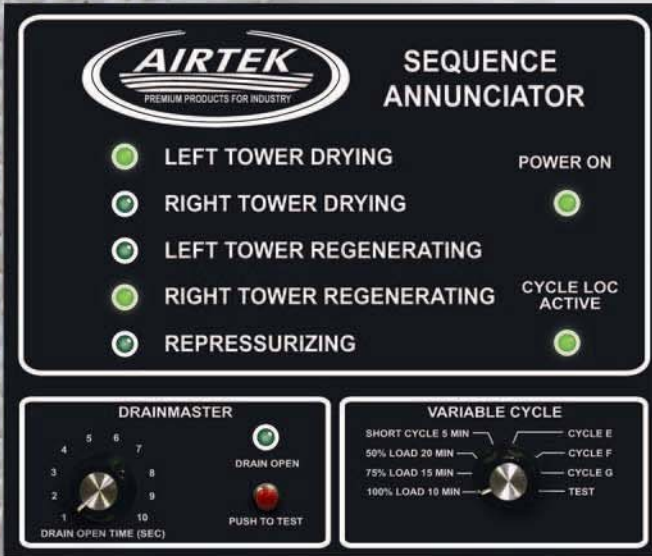 AIRTEK
PREMIUM PRODUCTS FOR INDUSTRY
SEQUENCE
ANNUNCIATOR
LEFT TOWER DRYING
RIGHT TOWER DRYING
LEFT TOWER REGENERATING
RIGHT TOWER REGENERATING
REPRESSURIZING
POWER ON
CYCLE LOC
ACTIVE
DRAINMASTER
1
2
3
4
5
6
7
8
9
10
DRAIN OPEN TIME (SEC)
DRAIN OPEN
PUSH TO TEST
VARIABLE CYCLE
SHORT CYCLE 5 MIN
50% LOAD 20 MIN
75% LOAD 15 MIN
100% LOAD 10 MIN
CYCLE E
CYCLE F
CYCLE G
TEST